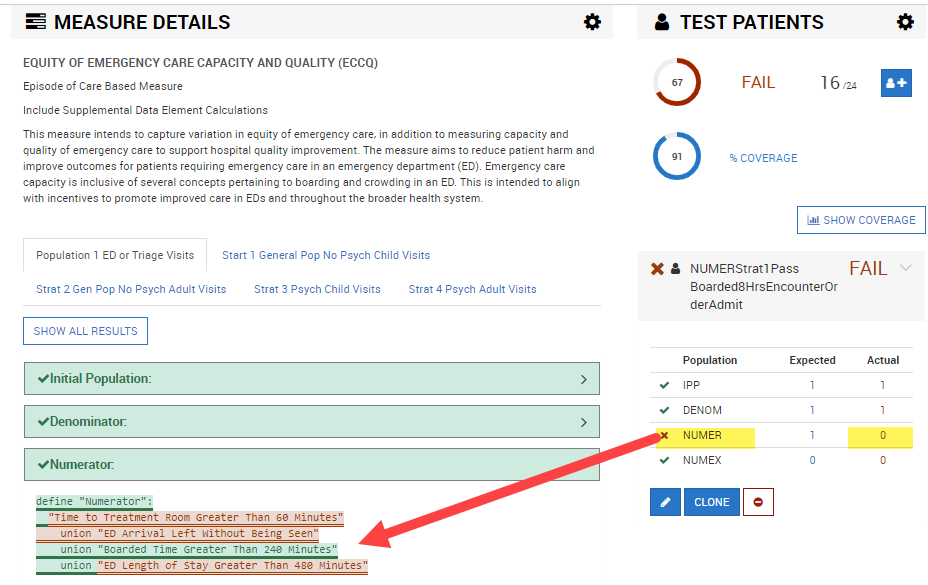 MEASURE DETAILS
EQUITY OF EMERGENCY CARE CAPACITY AND QUALITY (ECCQ)
Episode of Care Based Measure
Include Supplemental Data Element Calculations
This measure intends to capture variation in equity of emergency care, in addition to measuring capacity and
quality of emergency care to support hospital quality improvement. The measure aims to reduce patient harm and
improve outcomes for patients requiring emergency care in an emergency department (ED). Emergency care
capacity is inclusive of several concepts pertaining to boarding and crowding in an ED. This is intended to align
with incentives to promote improved care in EDs and throughout the broader health system.
Population 1 ED or Triage Visits
Start 1 General Pop No Psych Child Visits
Strat 2 Gen Pop No Psych Adult Visits
Strat 3 Psych Child Visits
Strat 4 Psych Adult Visits
SHOW ALL RESULTS
Initial Population:
Denominator:
Numerator:
define "Numerator":
"Time to Treatment Room Greater Than 60 Minutes"
union "ED Arrival Left Without Being Seen"
union "Boarded Time Greater Than 240 Minutes"
union "ED Length of Stay Greater Than 480 Minutes"
TEST PATIENTS
67
FAIL
16 /24
91
% COVERAGE
SHOW COVERAGE
NUMERStrat1Pass
Boarded8HrsEncounterOr
derAdmit
FAIL
Population Expected Actual
IPP 1 1
DENOM 1 1
NUMER 1 0
NUMEX 0 0
CLONE